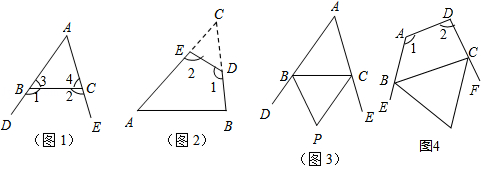 A
3 4
B 1 2 C
D E
（图 1）
C
E
2 1 D
A B
（图 2）
A
B C
D E
P
（图 3）
D
A 2
1
C
B
E F
图4